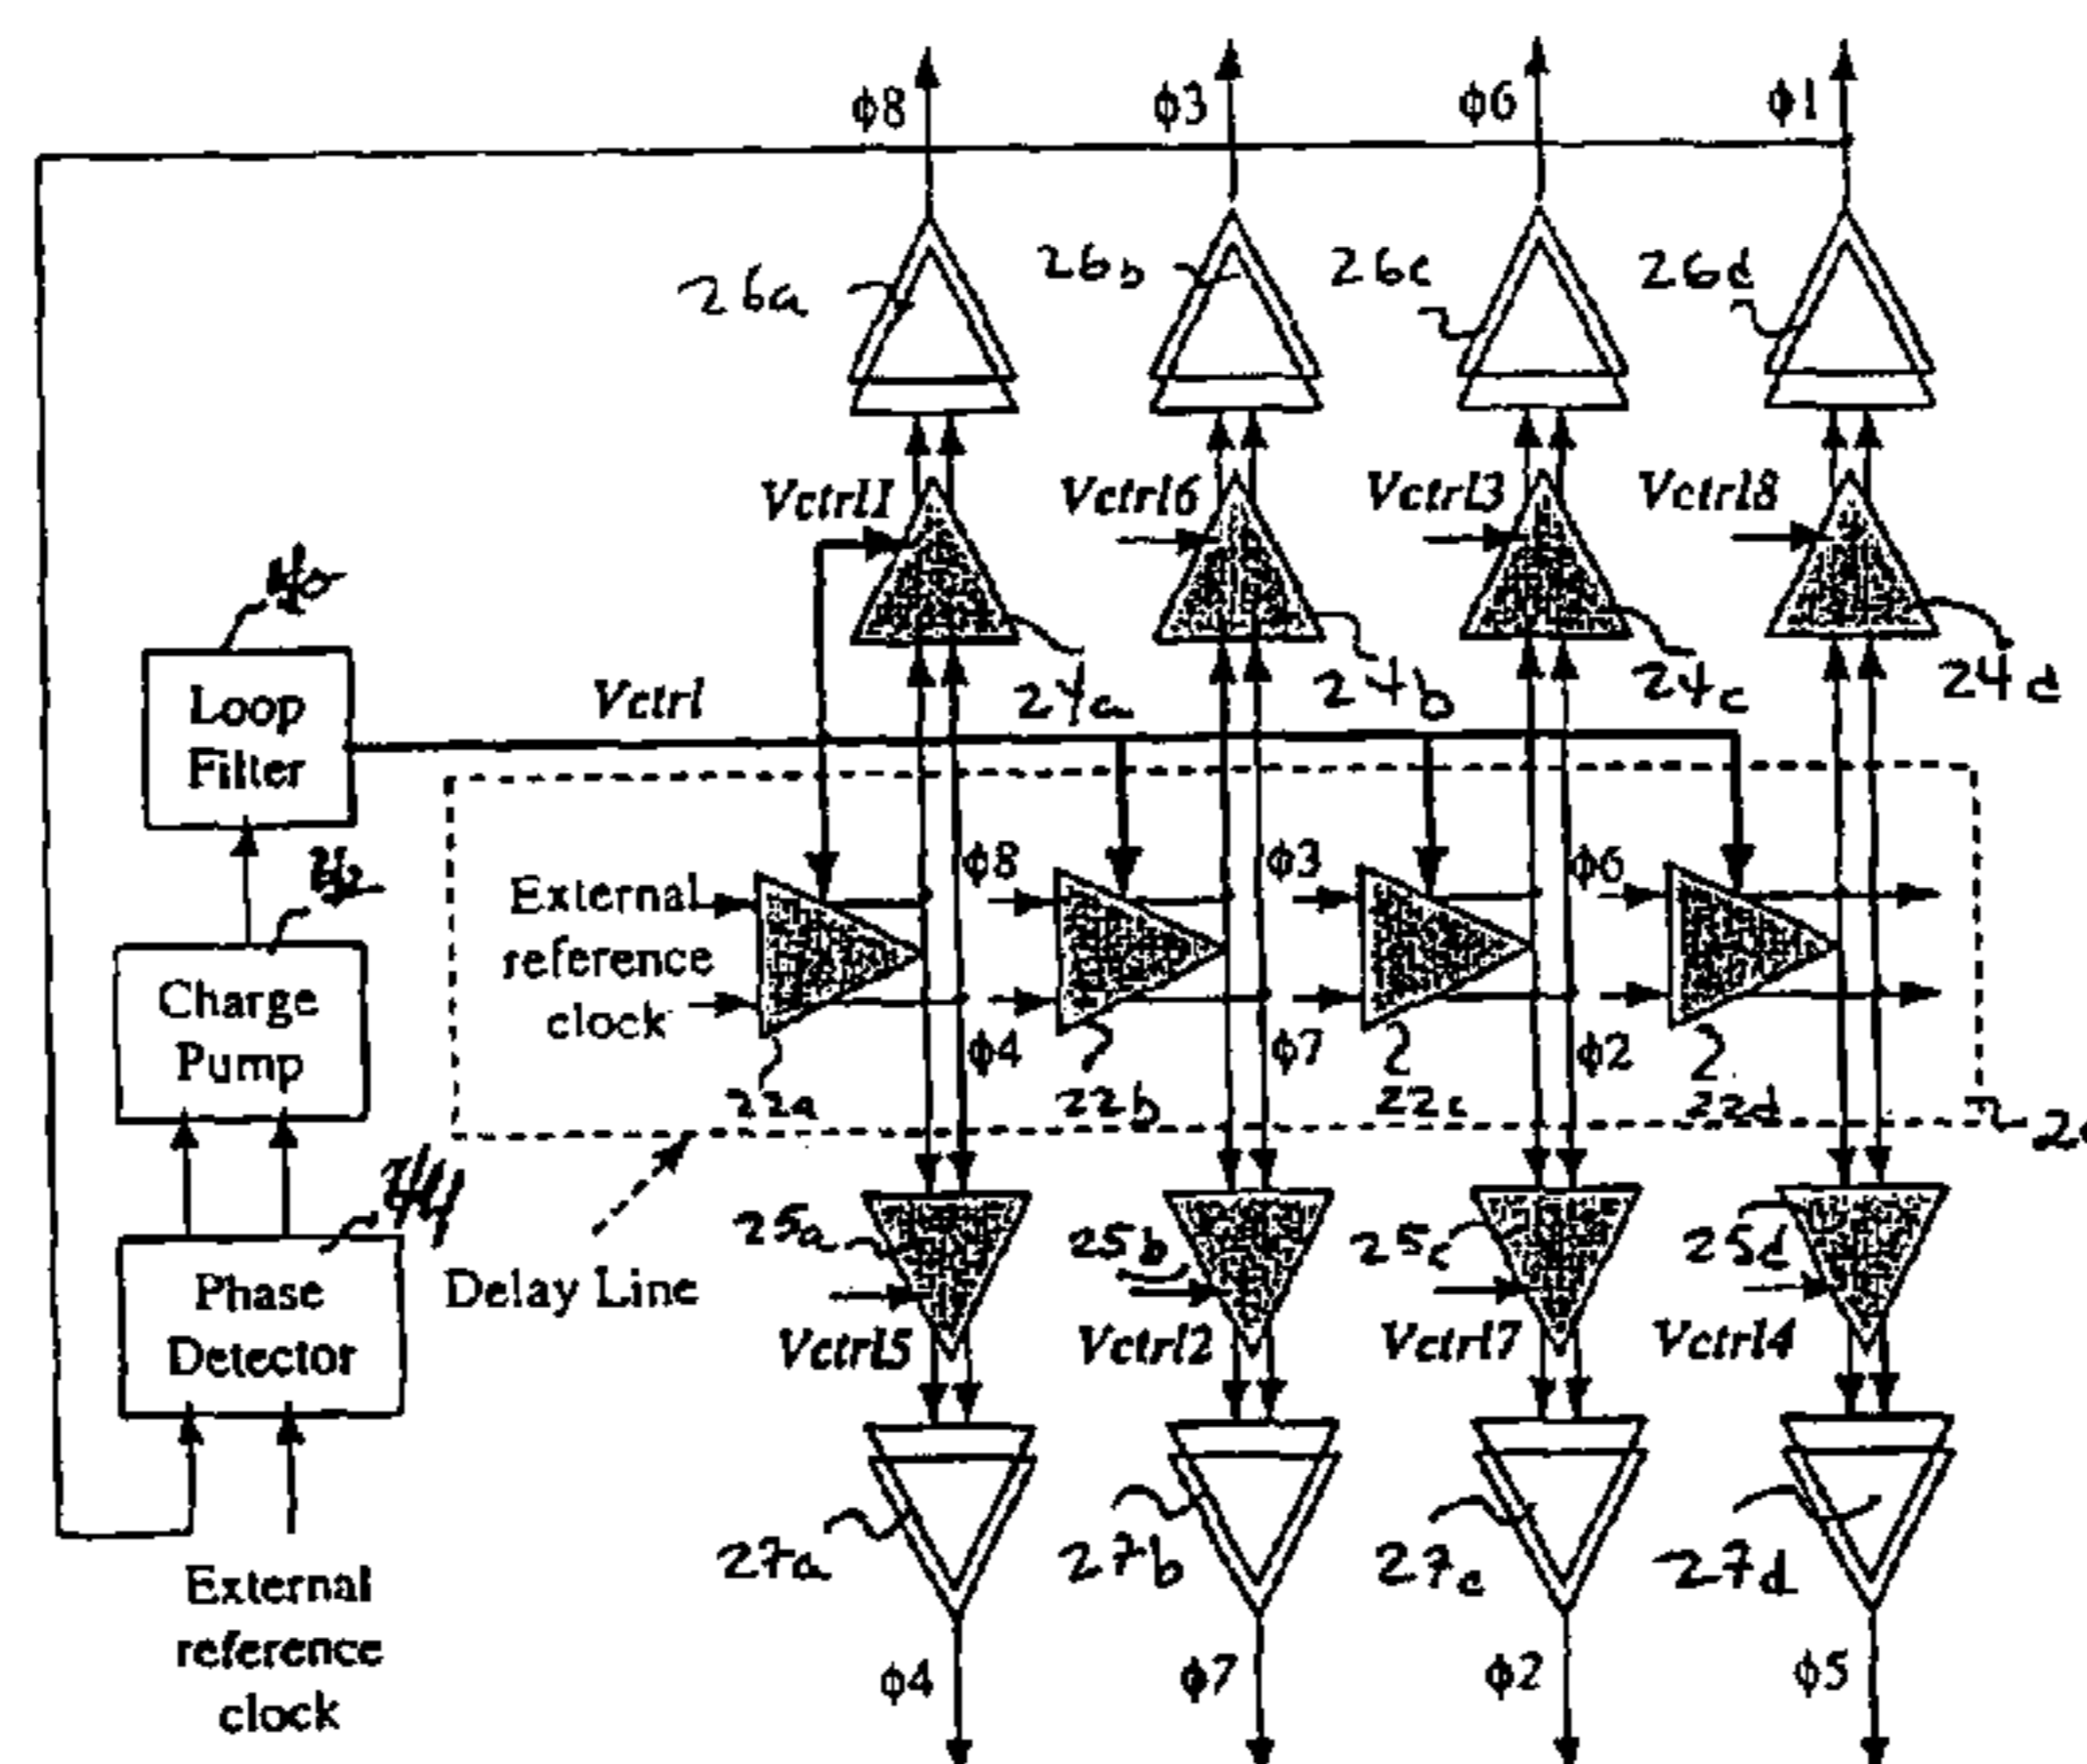 ϕ8 ϕ3 ϕ6 ϕ1
26a 26b 26c 26d
Vctrl1 Vctrl6 Vctrl3 Vctrl8
40
24a 24b 24c 24d
Loop
Filter
Vctrl
42
External
reference
clock
ϕ8 ϕ3 ϕ6
Charge
Pump
ϕ4 ϕ7 ϕ2
22a 22b 22c 22d
44
25a 25b 25c 25d
Phase
Detector
Delay Line
Vctrl5 Vctrl2 Vctrl7 Vctrl4
27a 27b 27c 27d
External
reference
clock
ϕ4 ϕ7 ϕ2 ϕ5